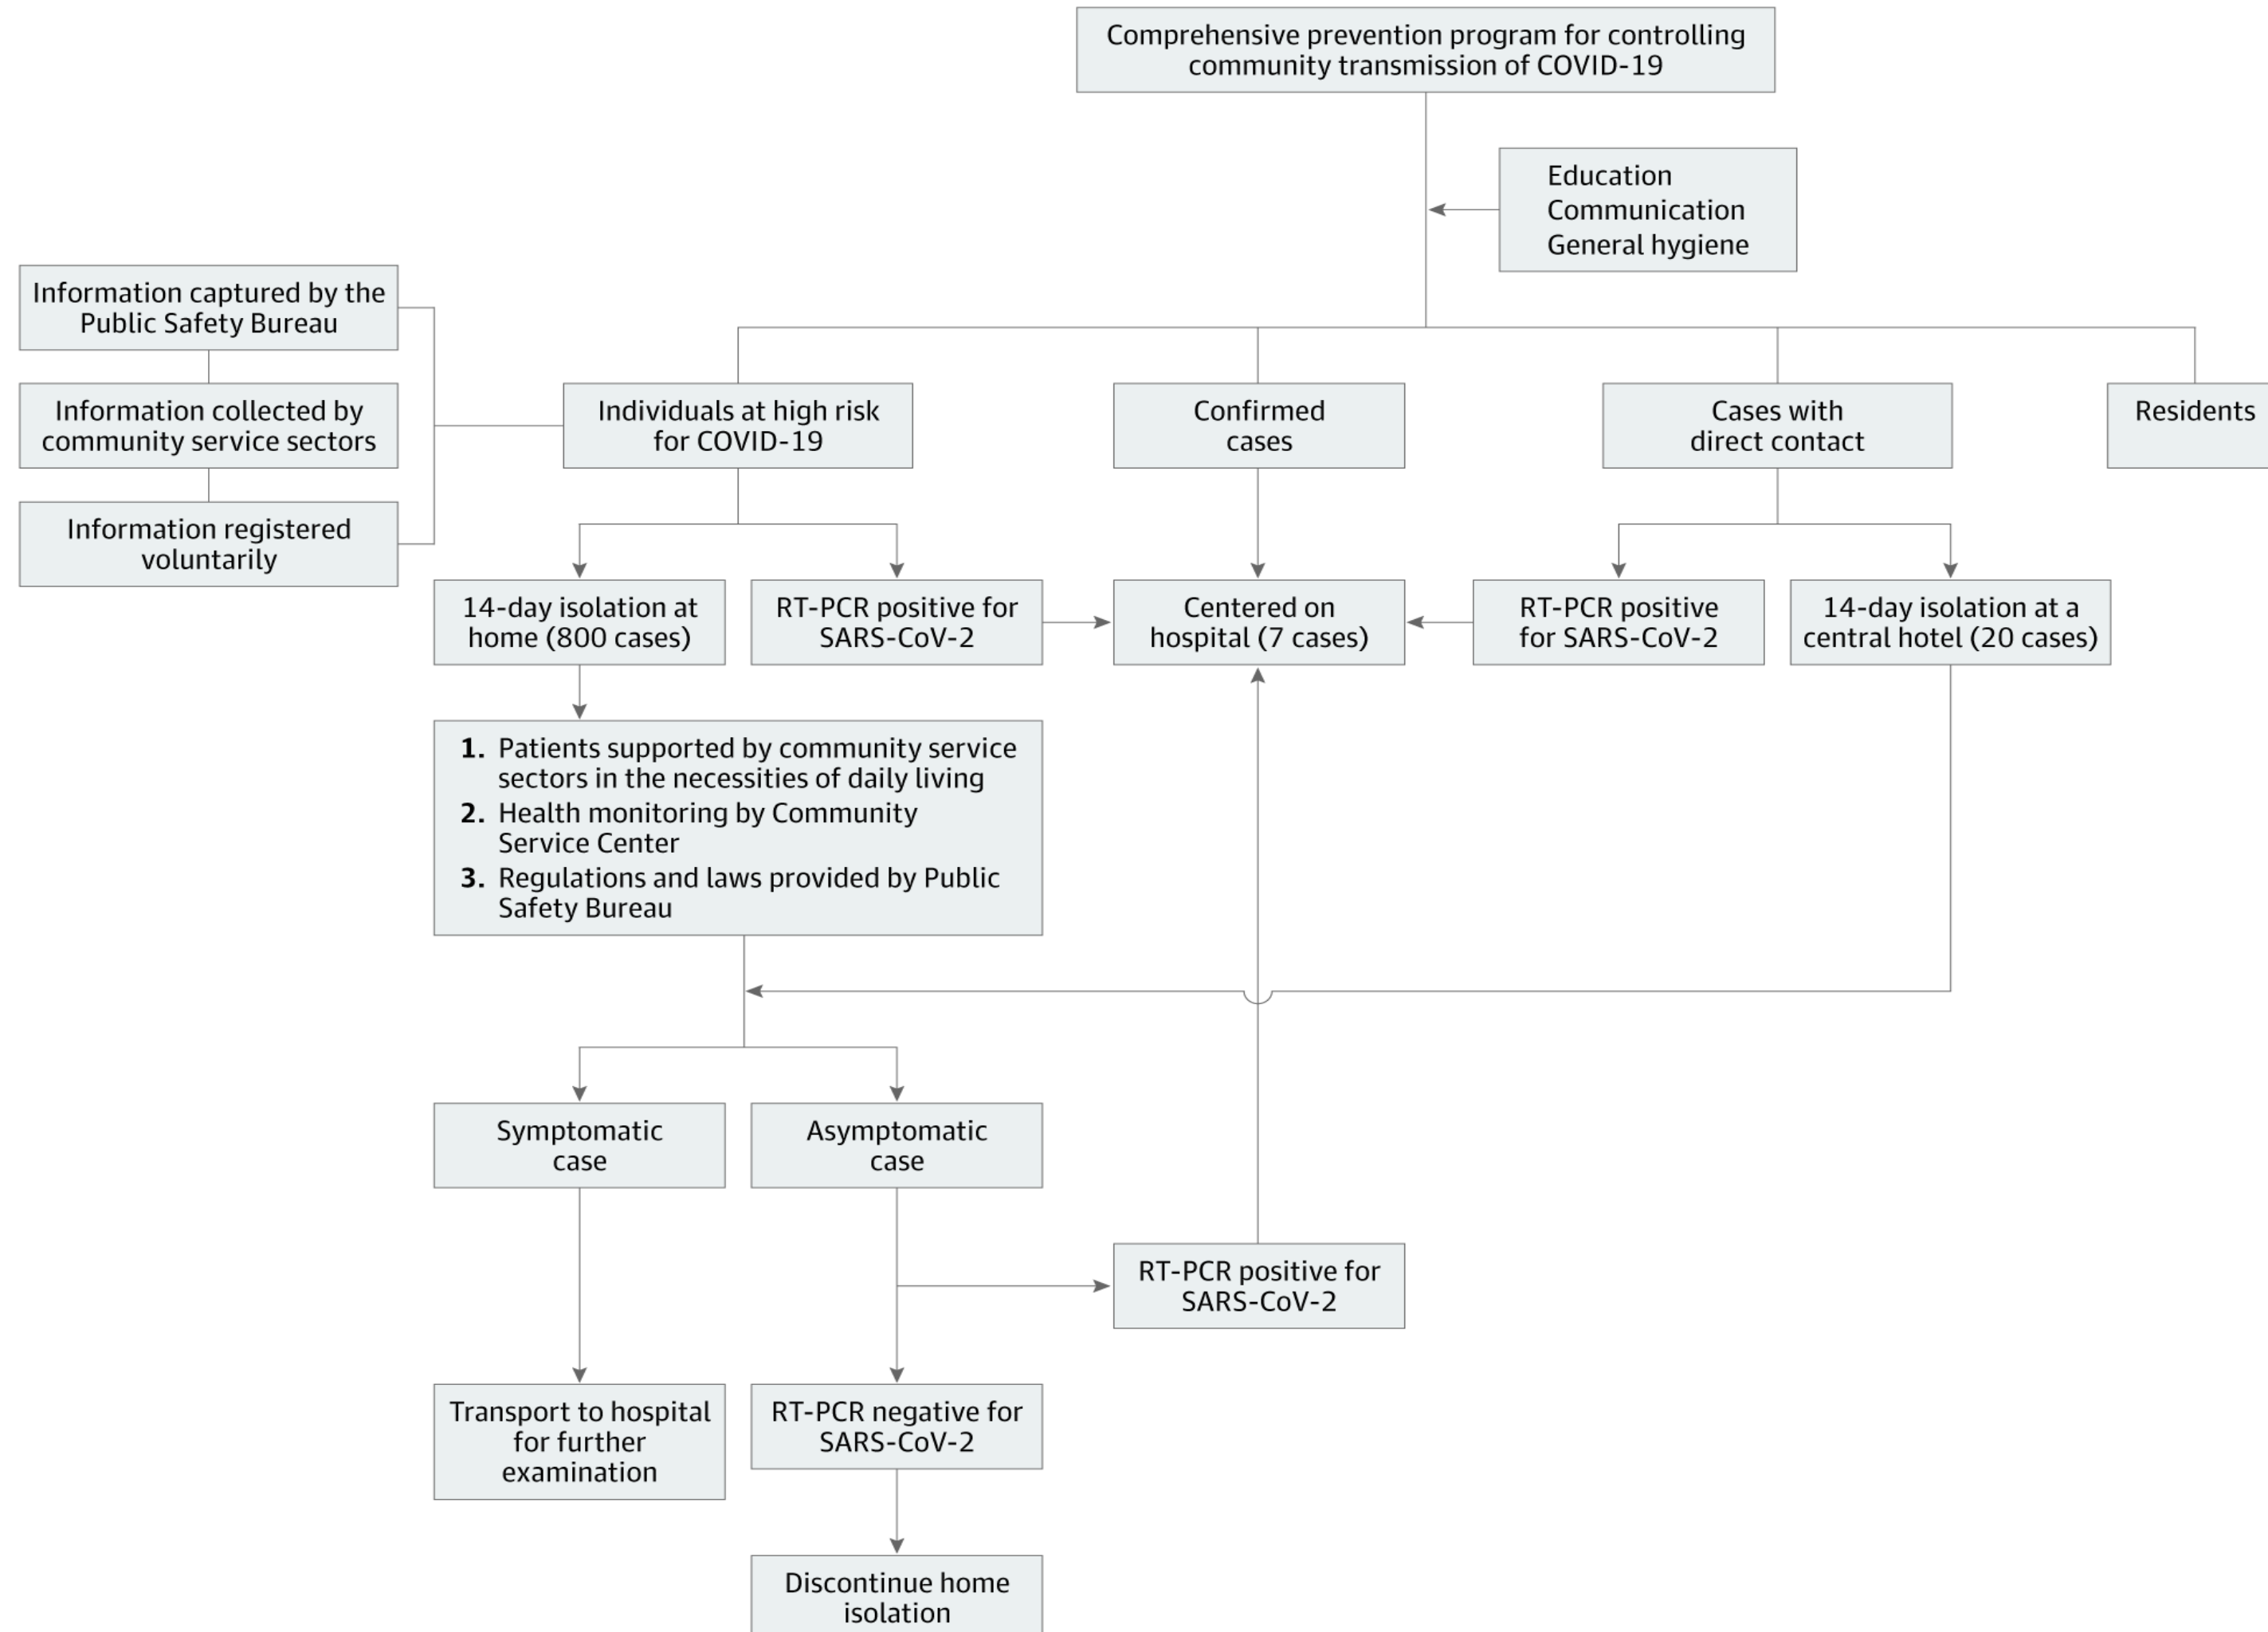 Comprehensive prevention program for controlling
community transmission of COVID-19
Education
Communication
General hygiene
Information captured by the
Public Safety Bureau
Information collected by
community service sectors
Information registered
voluntarily
Individuals at high risk
for COVID-19
Confirmed
cases
Cases with
direct contact
Residents
14-day isolation at
home (800 cases)
RT-PCR positive for
SARS-CoV-2
Centered on
hospital (7 cases)
RT-PCR positive
for SARS-CoV-2
14-day isolation at a
central hotel (20 cases)
1. Patients supported by community service
sectors in the necessities of daily living
2. Health monitoring by Community
Service Center
3. Regulations and laws provided by Public
Safety Bureau
Symptomatic
case
Asymptomatic
case
RT-PCR positive for
SARS-CoV-2
Transport to hospital
for further
examination
RT-PCR negative for
SARS-CoV-2
Discontinue home
isolation